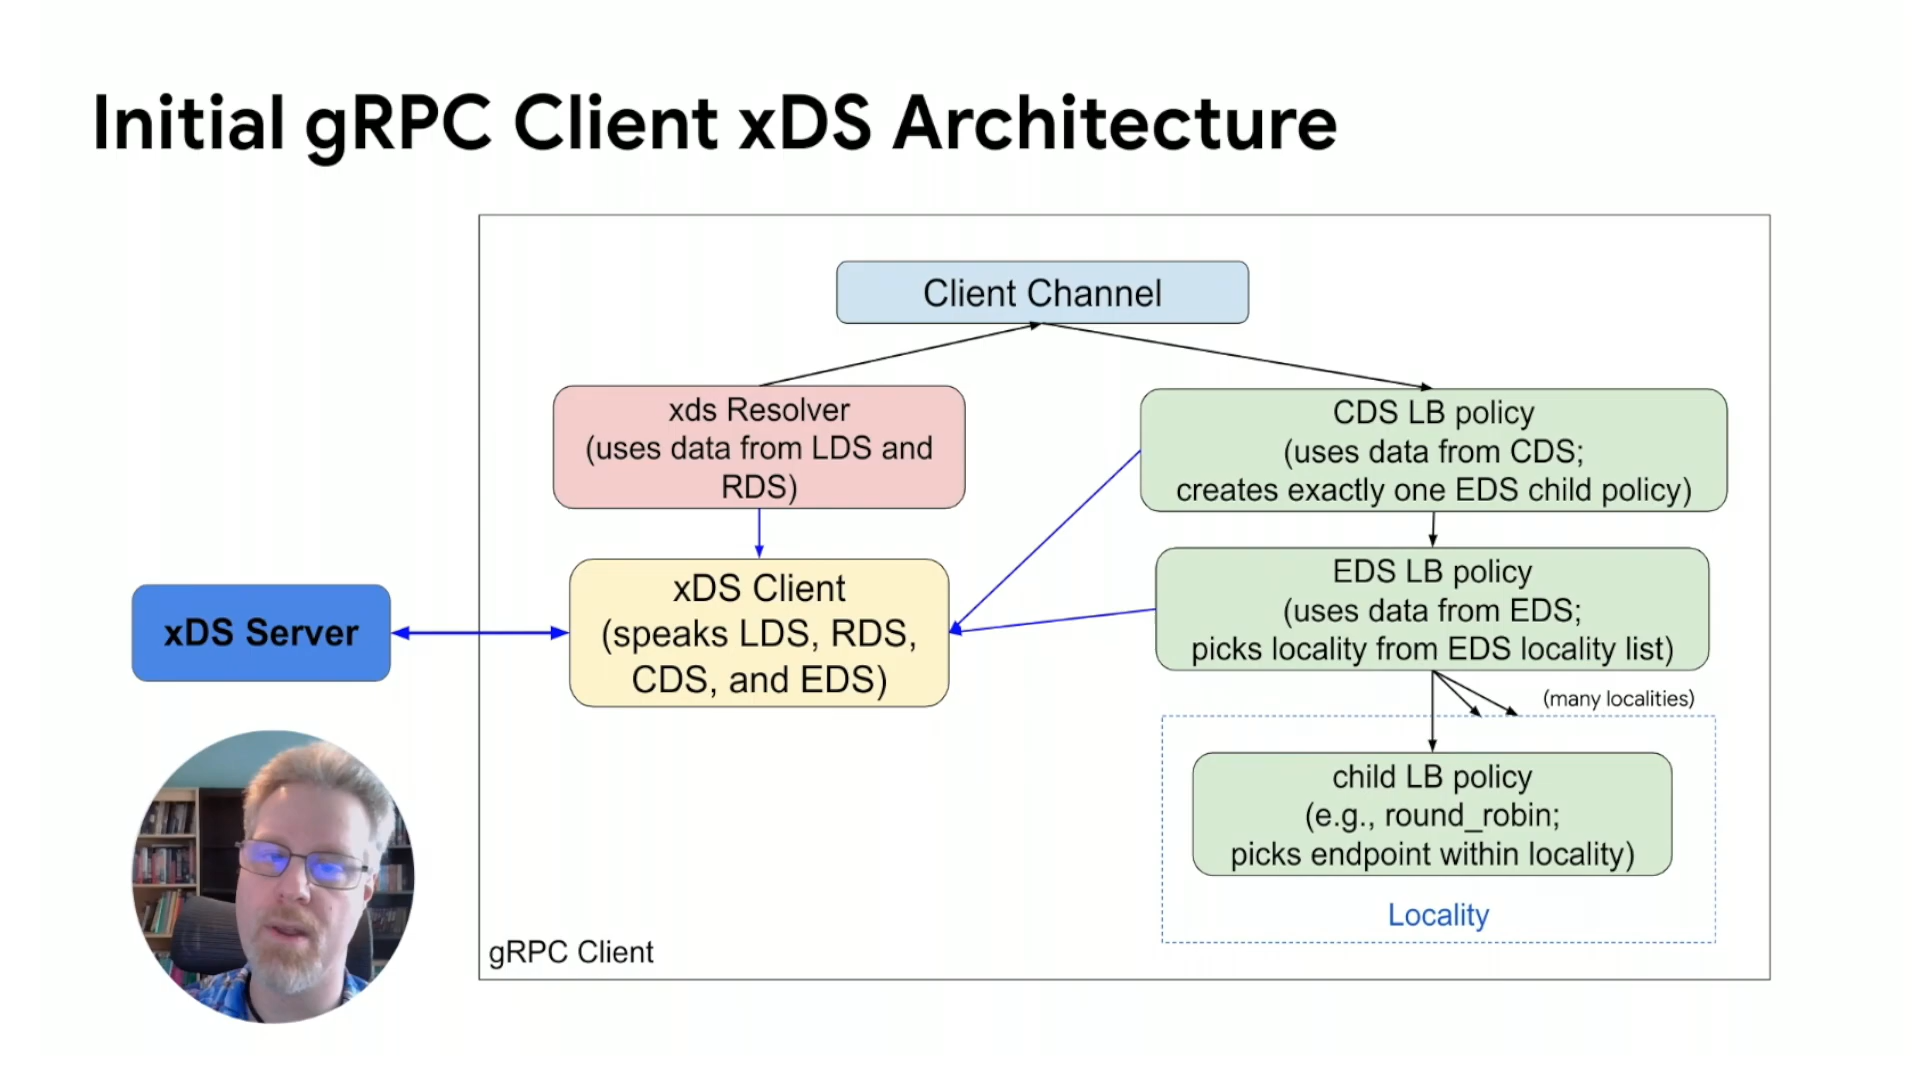 Initial gRPC Client xDS Architecture
Client Channel
xds Resolver
(uses data from LDS and
RDS)
CDS LB policy
(uses data from CDS;
creates exactly one EDS child policy)
xDS Server
xDS Client
(speaks LDS, RDS,
CDS, and EDS)
EDS LB policy
(uses data from EDS;
picks locality from EDS locality list)
(many localities)
child LB policy
(e.g., round_robin;
picks endpoint within locality)
Locality
gRPC Client